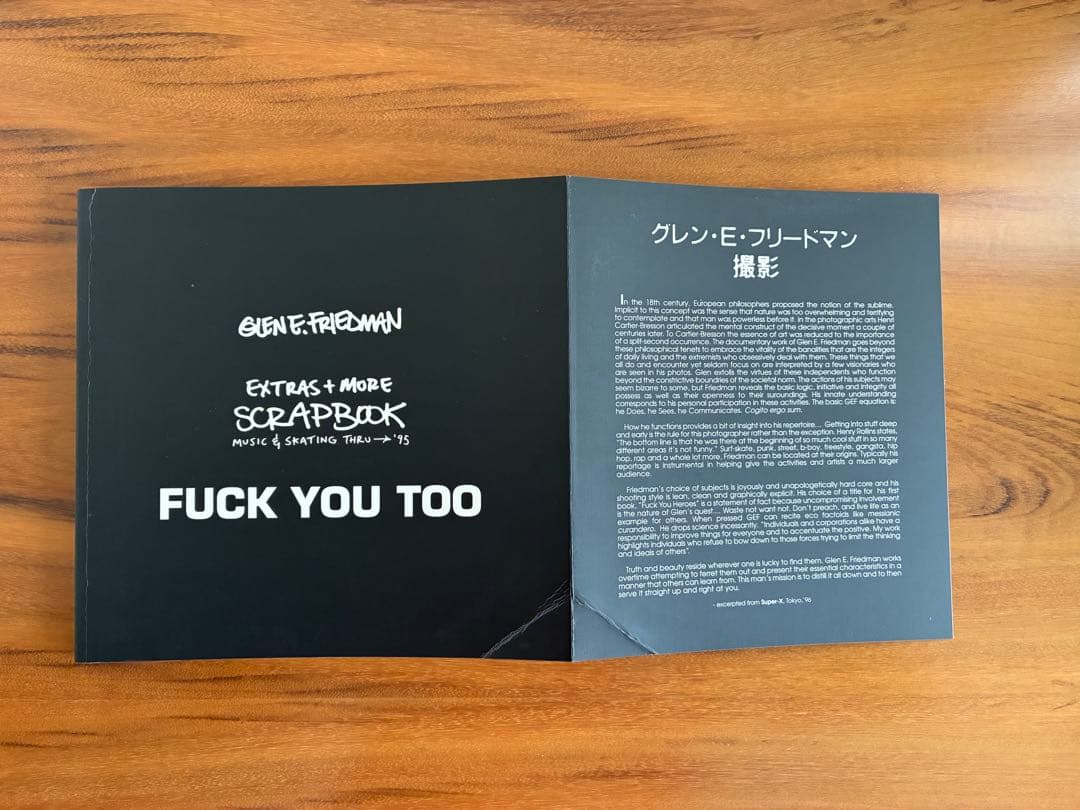 GLEN E. FRIEDMAN
EXTRAS + MORE
SCRAPBOOK
MUSIC & SKATING THRU → '95
FUCK YOU TOO
グレン・E・フリードマン
撮影
In the 18th century, European philosophers proposed the notion of the sublime.
Implicit to this concept was the sense that nature was too overwhelming and terrifying
to contemplate and that man was powerless before it. In the photographic arts Henri
Cartier-Bresson articulated the mental construct of the decisive moment a couple of
centuries later. To Cartier-Bresson the essence of art was reduced to the importance
of a split-second occurrence. The documentary work of Glen E. Friedman goes beyond
these philosophical tenets to embrace the vitality of the banalities that are the integers
of daily living and the extremists who obsessively deal with them. These things that we
all do and encounter yet seldom focus on are interpreted by a few visionaries who
are seen in his photos. Glen extolls the virtues of these independents who function
beyond the constrictive boundries of the societal norm. The actions of his subjects may
seem bizarre to some, but Friedman reveals the basic logic, initiative and integrity all
possess as well as their openness to their suroundings. His innate understanding
corresponds to his personal participation in these activities. The basic GEF equation is:
he Does, he Sees, he Communicates. Cogito ergo sum.
How he functions provides a bit of insight into his repertoire.... Getting into stuff deep
and early is the rule for this photographer rather than the exception. Henry Rollins states,
"The bottom line is that he was there at the beginning of so much cool stuff in so many
different areas it's not funny." Surf-skate, punk, street, b-boy, freestyle, gangsta, hip
hop, rap and a whole lot more, Friedman can be located at their origins. Typically his
reportage is instrumental in helping give the activities and artists a much larger
audience.
Friedman's choice of subjects is joyously and unapologetically hard core and his
shooting style is lean, clean and graphically explicit. His choice of a title for his first
book, "Fuck You Heroes" is a statement of fact because uncompromising involvement
is the nature of Glen's quest.... Waste not want not. Don't preach, and live life as an
example for others. When pressed GEF can recite eco factoids like messianic
curandero. He drops science incessantly. "Individuals and corporations alike have a
responsibility to improve things for everyone and to accentuate the positive. My work
highlights individuals who refuse to bow down to those forces trying to limit the thinking
and ideals of others".
Truth and beauty reside wherever one is lucky to find them. Glen E. Friedman works
overtime attempting to ferret them out and present their essential characteristics in a
manner that others can learn from. This man's mission is to distill it all down and to then
serve it straight up and right at you.
- excerpted from Super-X, Tokyo, '96